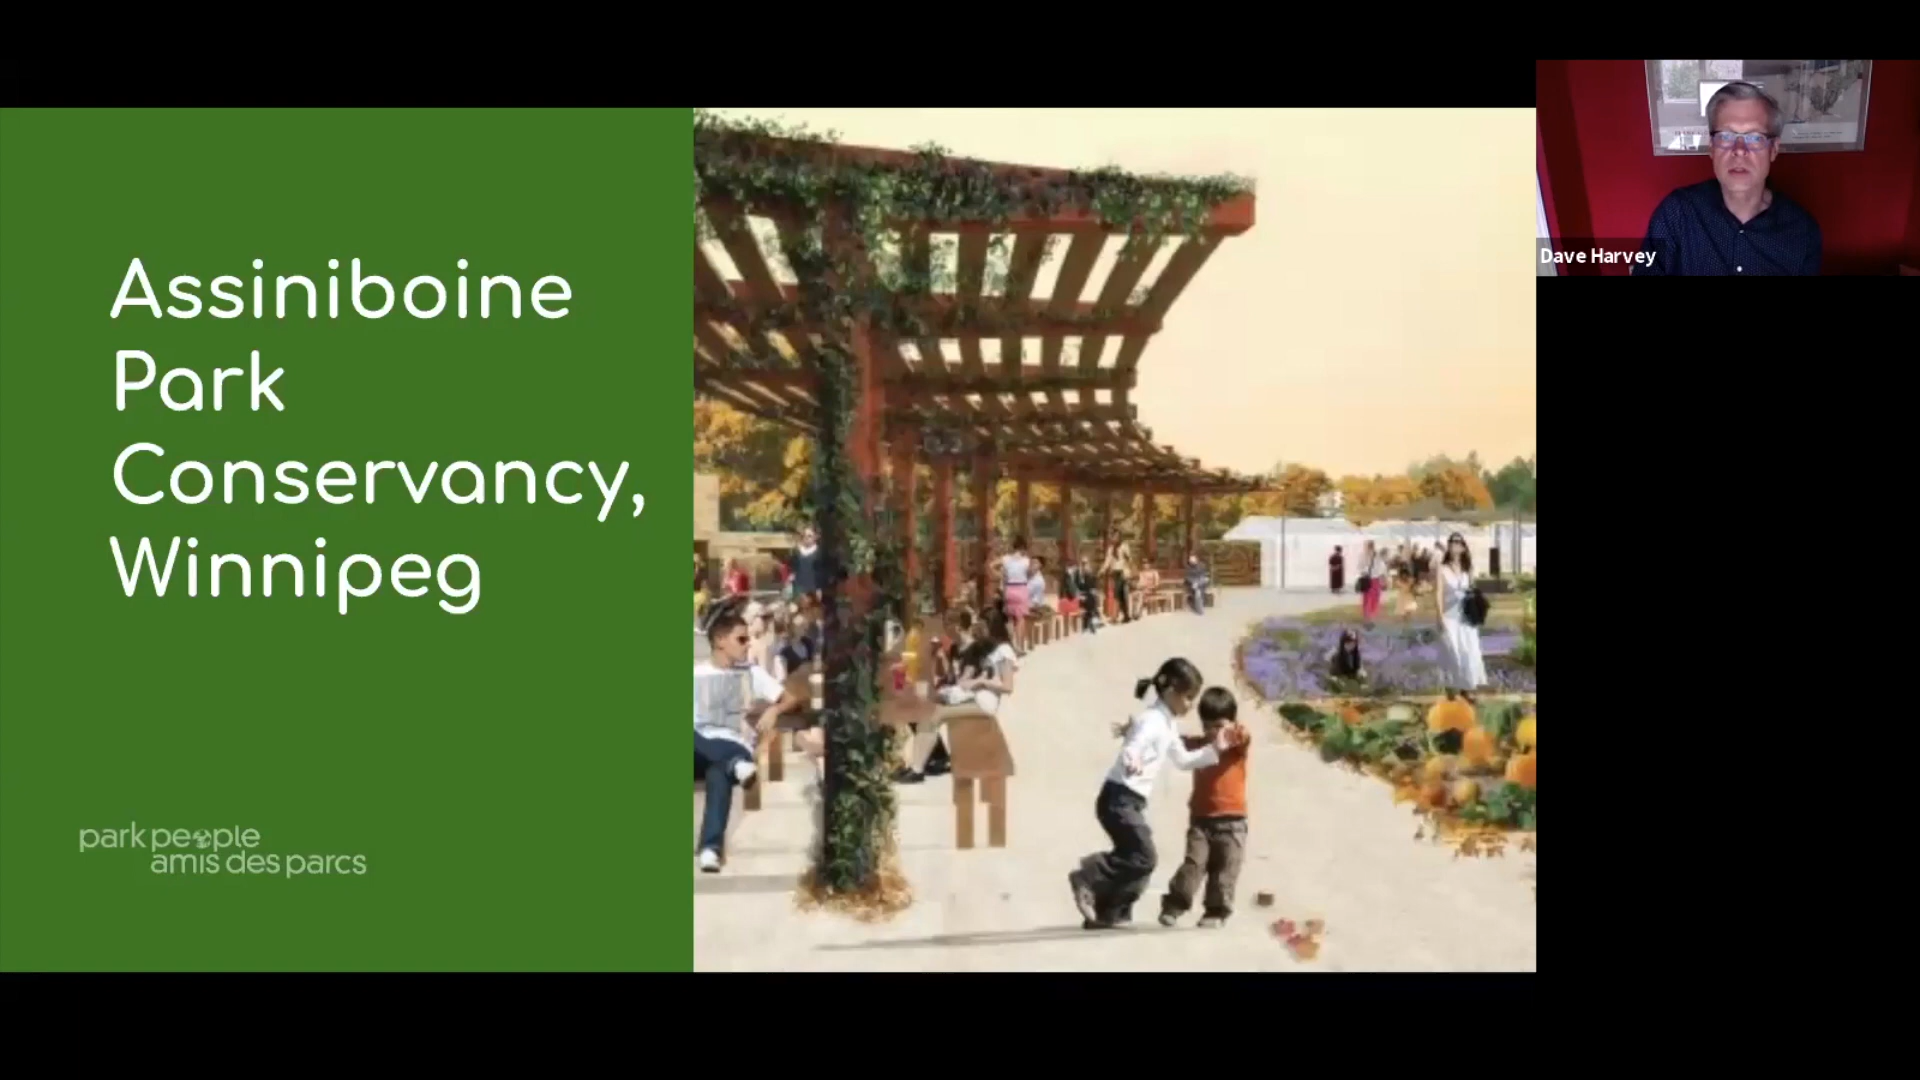 Assiniboine
Park
Conservancy,
Winnipeg
park people
amis des parcs
Dave Harvey